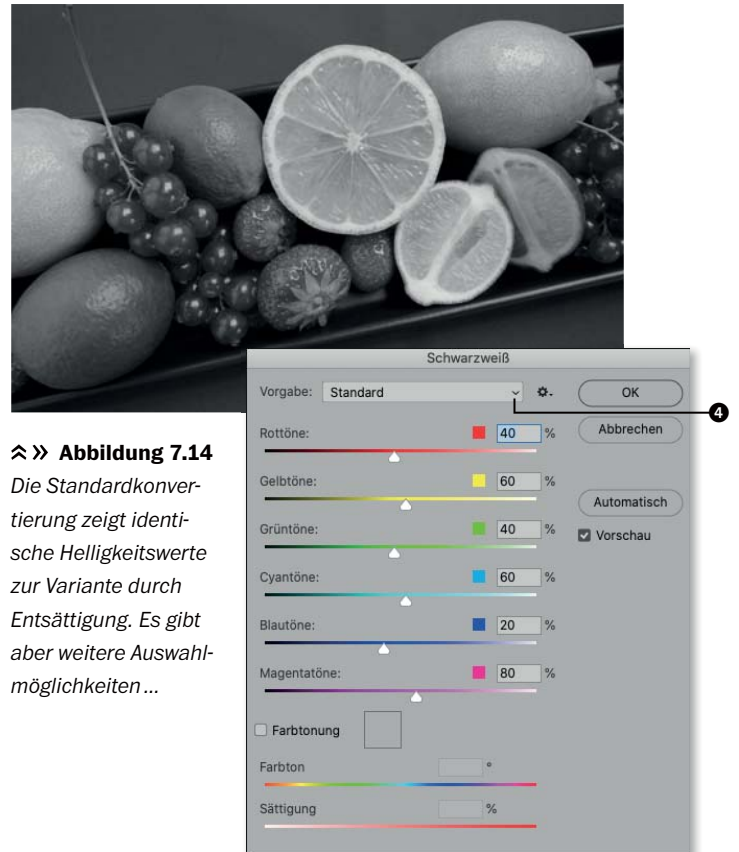 Schwarzweiß
Vorgabe: Standard OK
Rottöne: 40 % Abbrechen
Gelbtöne: 60 %
Automatisch
Grüntöne: 40 % Vorschau
Cyantöne: 60 %
Blautöne: 20 %
Magentatöne: 80 %
Farbtonung
Farbton °
Sättigung %
❹
Abbildung 7.14
Die Standardkonver-
tierung zeigt identi-
sche Helligkeitswerte
zur Variante durch
Entsättigung. Es gibt
aber weitere Auswahl-
möglichkeiten …